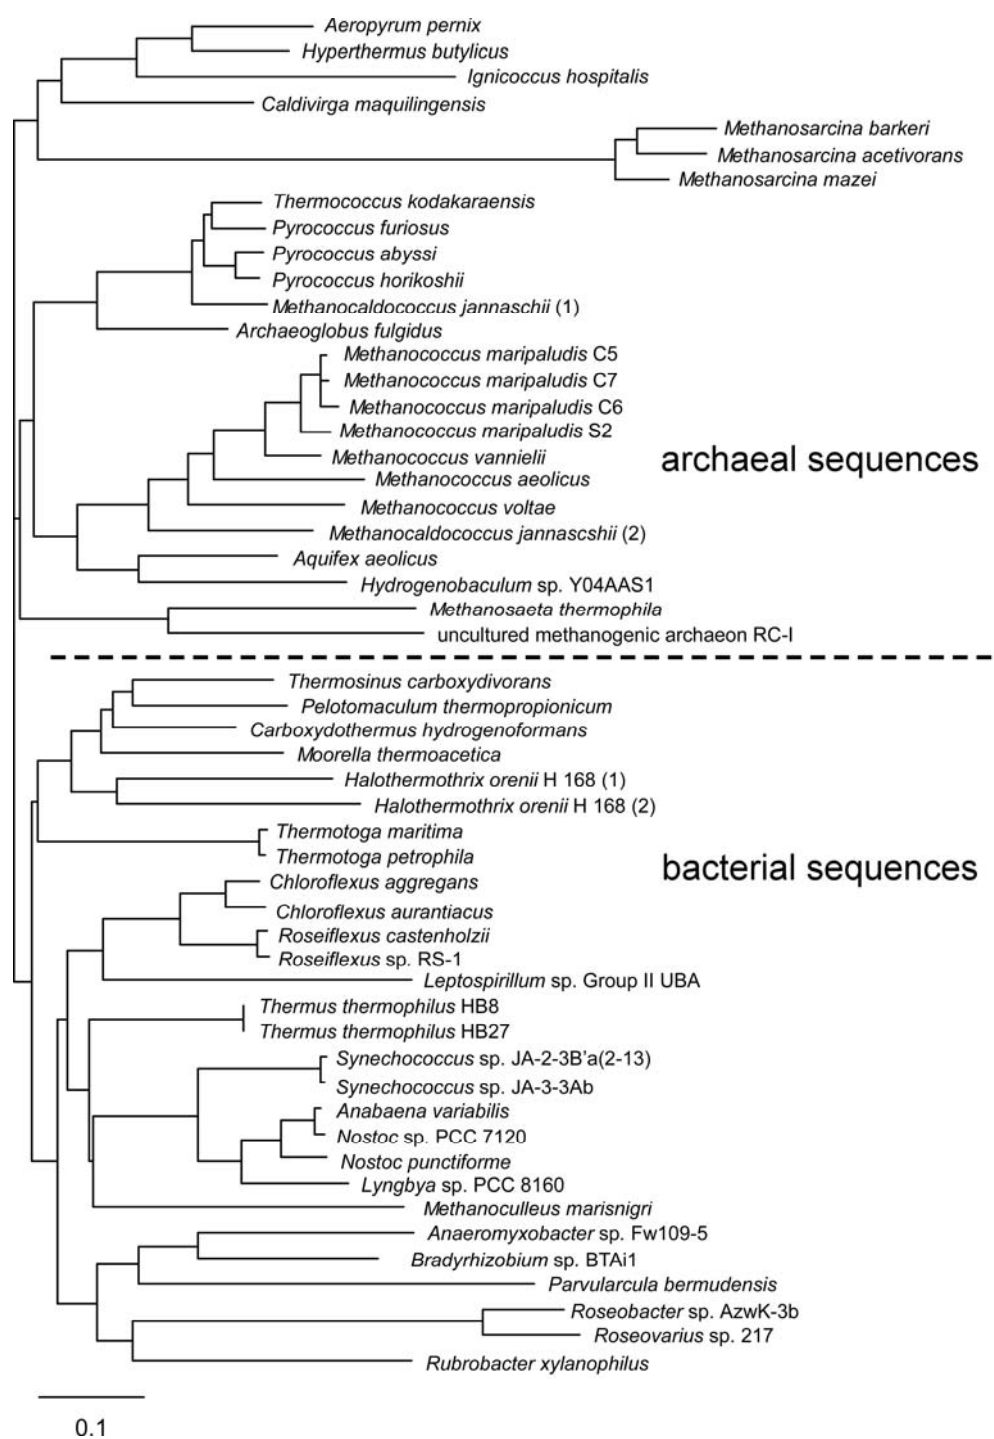 Aeropyrum pernix
Hyperthermus butylicus
Ignicoccus hospitalis
Caldivirga maquilingensis
Methanosarcina barkeri
Methanosarcina acetivorans
Methanosarcina mazei
Thermococcus kodakaraensis
Pyrococcus furiosus
Pyrococcus abyssi
Pyrococcus horikoshii
Methanocaldococcus jannaschii (1)
Archaeoglobus fulgidus
Methanococcus maripaludis C5
Methanococcus maripaludis C7
Methanococcus maripaludis C6
Methanococcus maripaludis S2
Methanococcus vannielii
archaeal sequences
Methanococcus aeolicus
Methanococcus voltae
Methanocaldococcus jannascshii (2)
Aquifex aeolicus
Hydrogenobaculum sp. Y04AAS1
Methanosaeta thermophila
uncultured methanogenic archaeon RC-I
Thermosinus carboxydivorans
Pelotomaculum thermopropionicum
Carboxydothermus hydrogenoformans
Moorella thermoacetica
Halothermothrix orenii H 168 (1)
Halothermothrix orenii H 168 (2)
Thermotoga maritima
Thermotoga petrophila
bacterial sequences
Chloroflexus aggregans
Chloroflexus aurantiacus
Roseiflexus castenholzii
Roseiflexus sp. RS-1
Leptospirillum sp. Group II UBA
Thermus thermophilus HB8
Thermus thermophilus HB27
Synechococcus sp. JA-2-3B'a(2-13)
Synechococcus sp. JA-3-3Ab
Anabaena variabilis
Nostoc sp. PCC 7120
Nostoc punctiforme
Lyngbya sp. PCC 8160
Methanoculleus marisnigri
Anaeromyxobacter sp. Fw109-5
Bradyrhizobium sp. BTAi1
Parvularcula bermudensis
Roseobacter sp. AzwK-3b
Roseovarius sp. 217
Rubrobacter xylanophilus
0.1